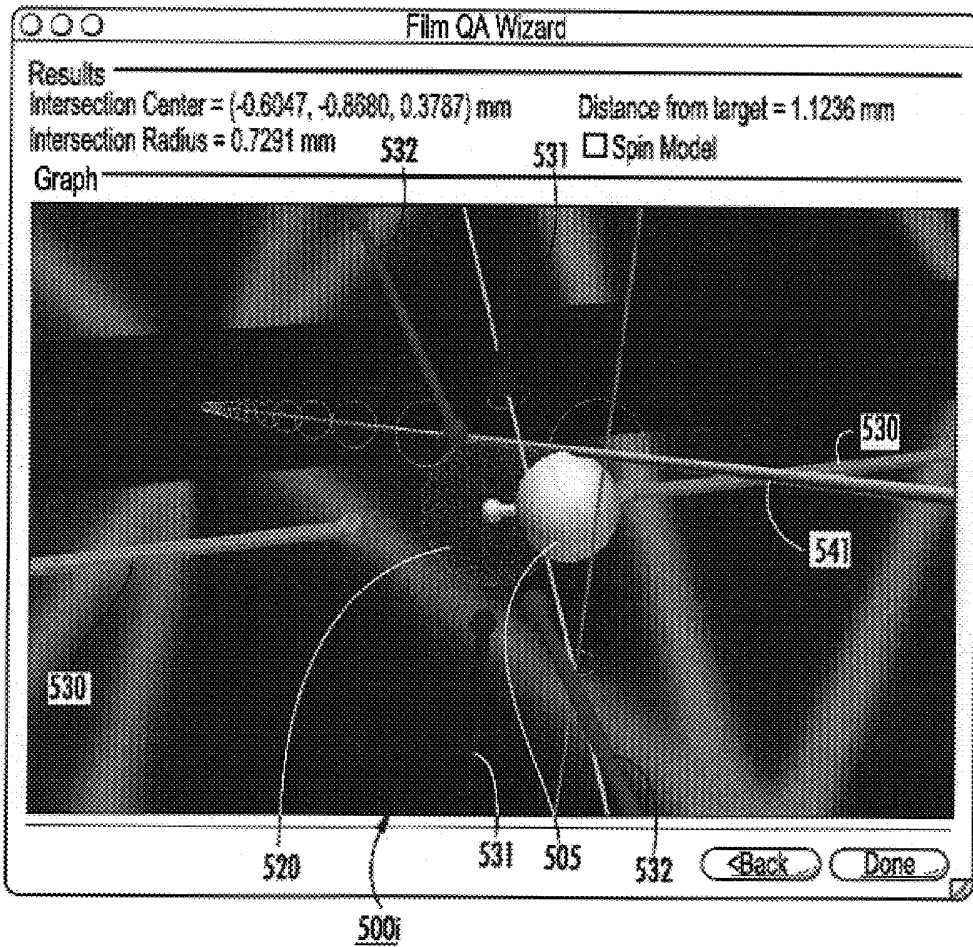 Film QA Wizard
Results
Intersection Center = (-0.6047, -0.8680, 0.3787) mm
Distance from target = 1.1236 mm
Intersection Radius = 0.7291 mm
Spin Model
532
531
Graph
530
541
530
520
531
505
532
<Back
Done
500i